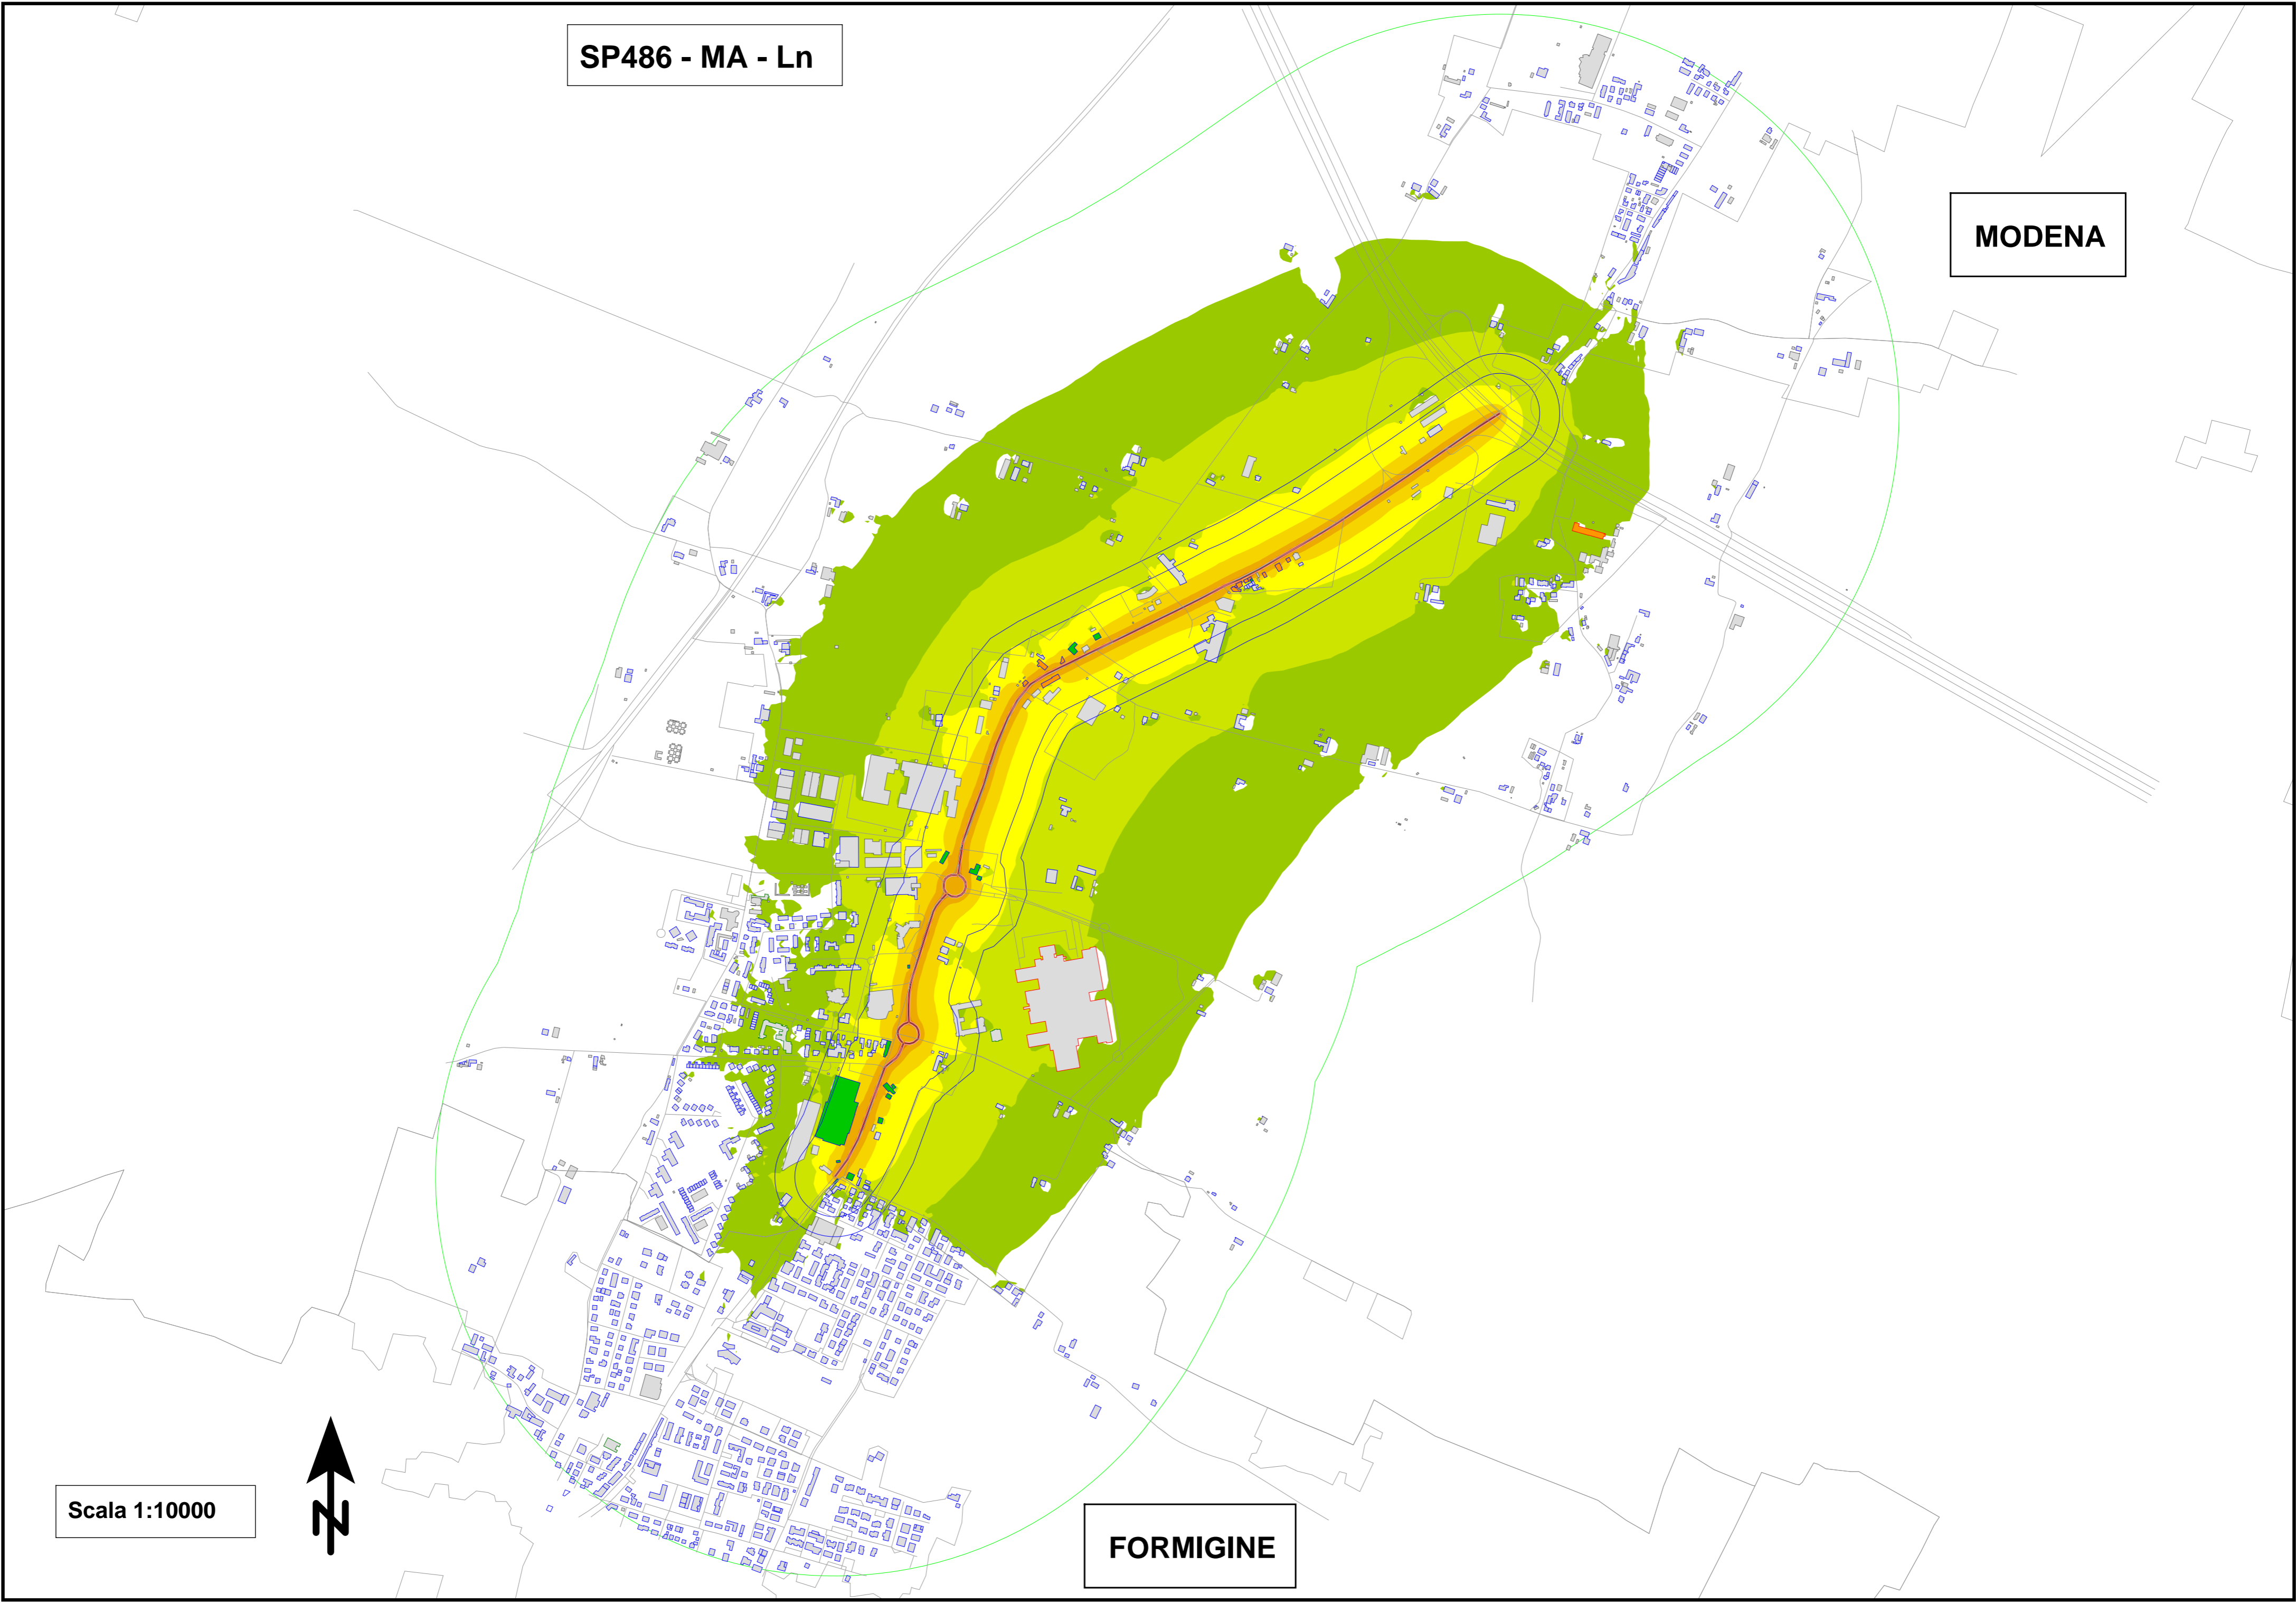 SP486 - MA - Ln
MODENA
Scala 1:10000
N
FORMIGINE